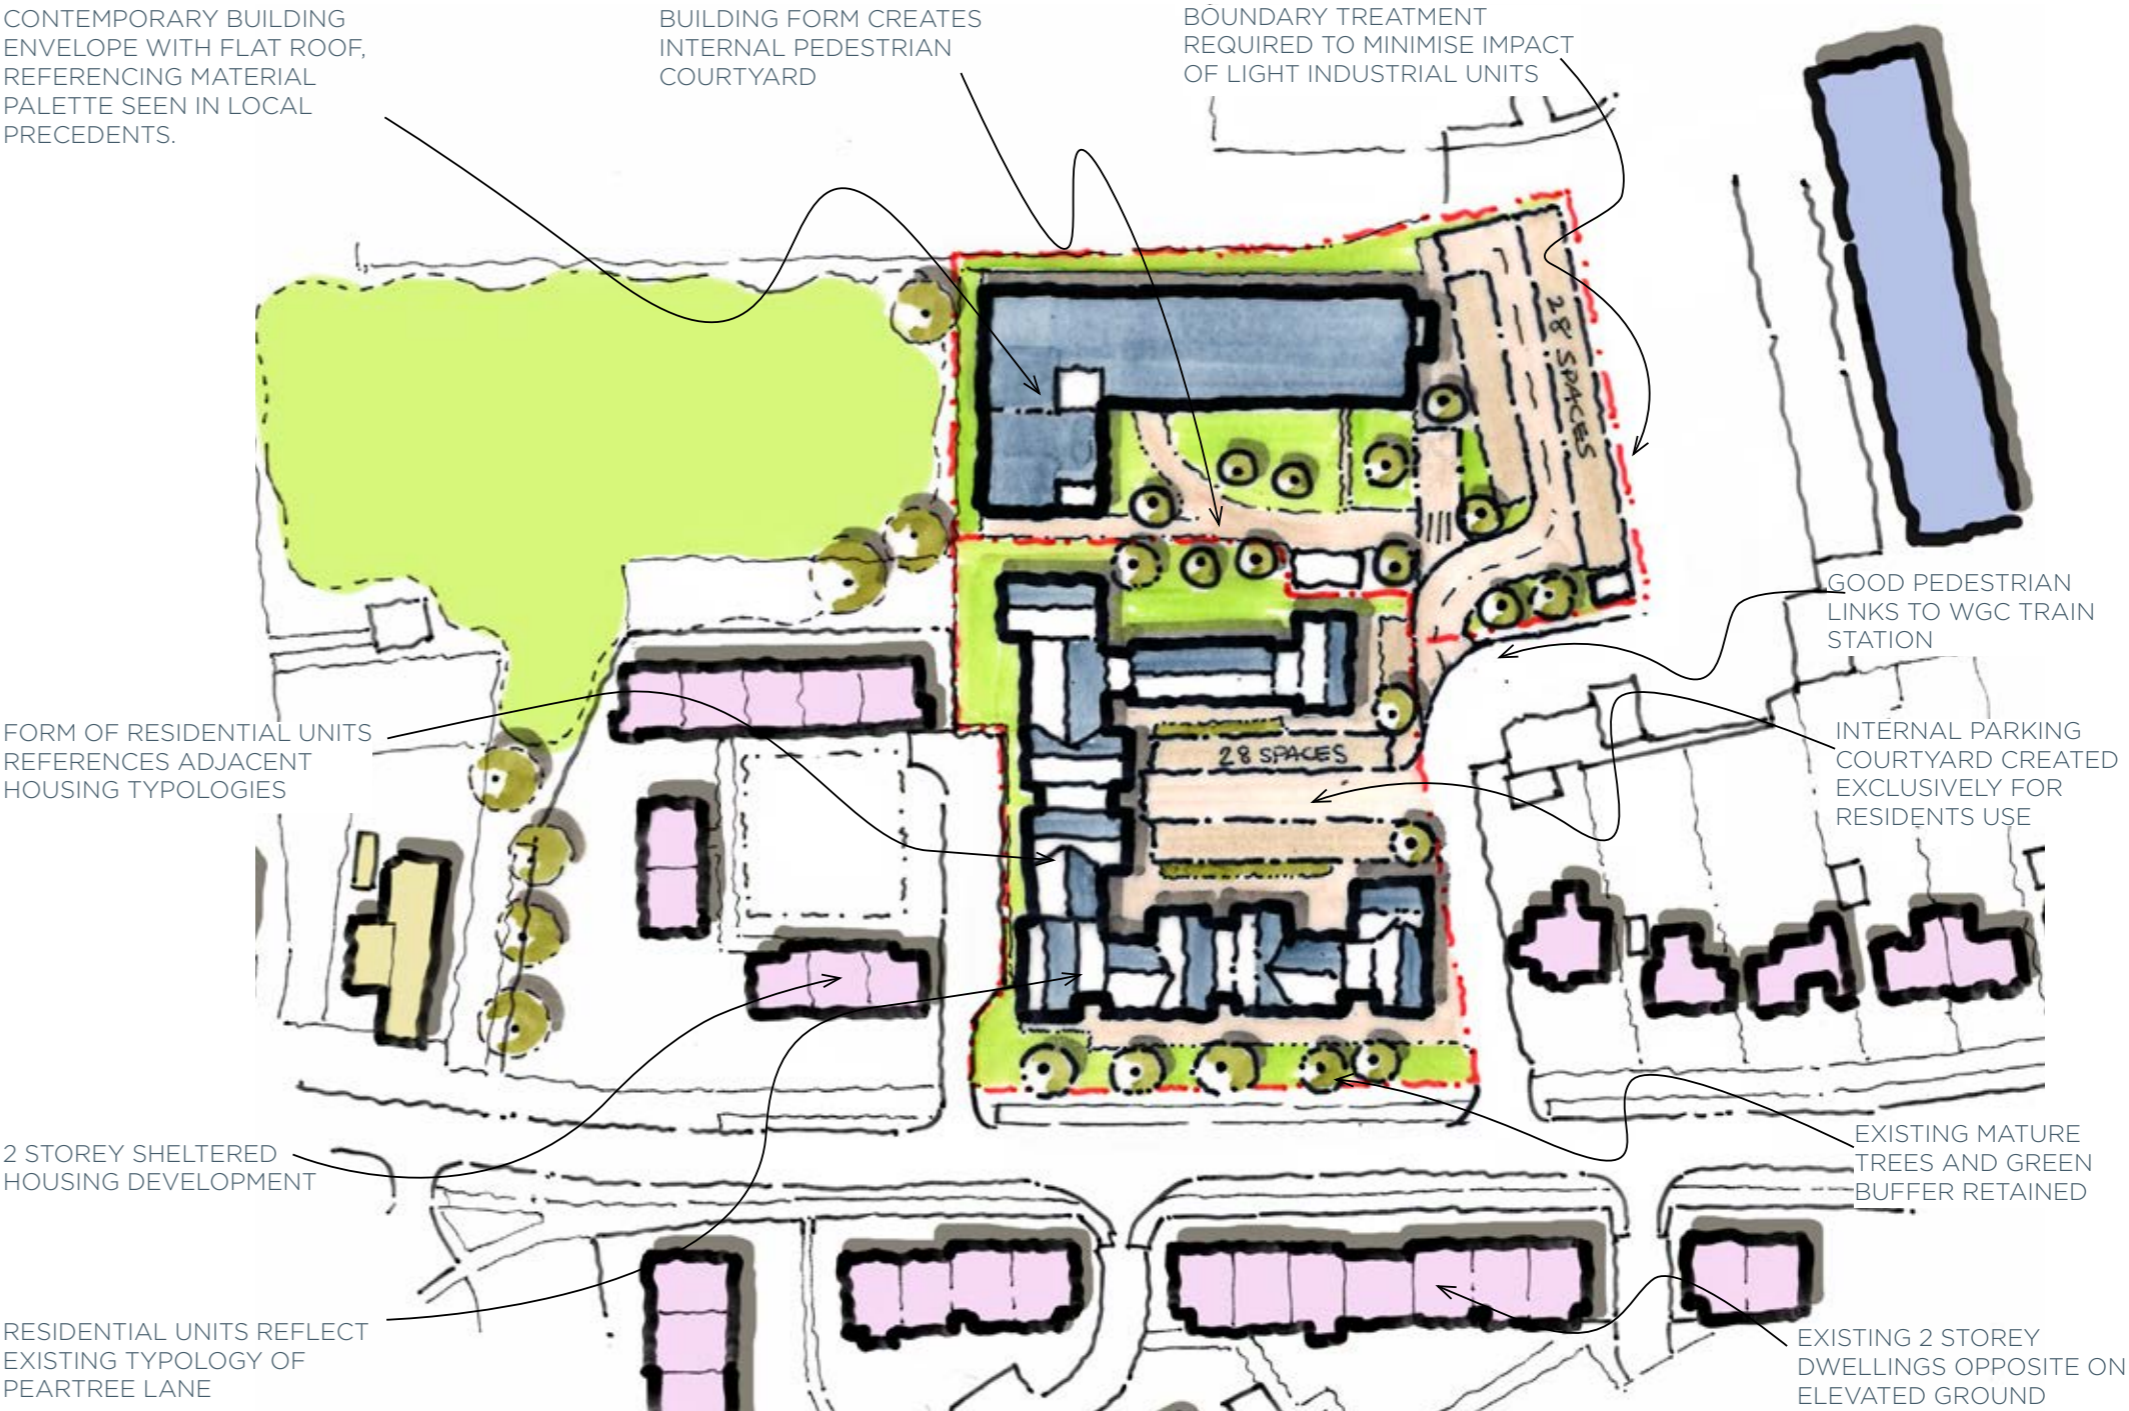 CONTEMPORARY BUILDING
ENVELOPE WITH FLAT ROOF,
REFERENCING MATERIAL
PALETTE SEEN IN LOCAL
PRECEDENTS.
BUILDING FORM CREATES
INTERNAL PEDESTRIAN
COURTYARD
BOUNDARY TREATMENT
REQUIRED TO MINIMISE IMPACT
OF LIGHT INDUSTRIAL UNITS
28 SPACES
GOOD PEDESTRIAN
LINKS TO WGC TRAIN
STATION
FORM OF RESIDENTIAL UNITS
REFERENCES ADJACENT
HOUSING TYPOLOGIES
28 SPACES
INTERNAL PARKING
COURTYARD CREATED
EXCLUSIVELY FOR
RESIDENTS USE
2 STOREY SHELTERED
HOUSING DEVELOPMENT
EXISTING MATURE
TREES AND GREEN
BUFFER RETAINED
RESIDENTIAL UNITS REFLECT
EXISTING TYPOLOGY OF
PEARTREE LANE
EXISTING 2 STOREY
DWELLINGS OPPOSITE ON
ELEVATED GROUND